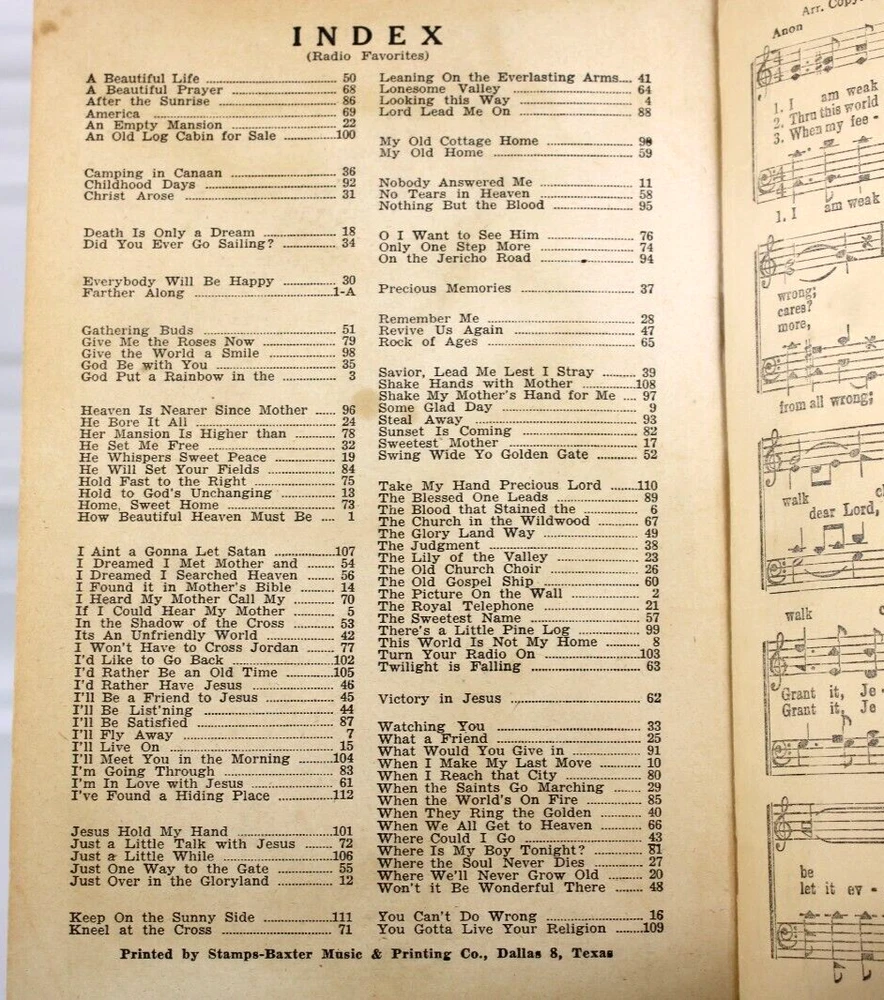 INDEX
(Radio Favorites)
A Beautiful Life 50
A Beautiful Prayer 68
After the Sunrise 86
America 69
An Empty Mansion 22
An Old Log Cabin for Sale 100
Camping in Canaan 36
Childhood Days 92
Christ Arose 31
Death Is Only a Dream 18
Did You Ever Go Sailing? 34
Everybody Will Be Happy 30
Farther Along 1-A
Gathering Buds 51
Give Me the Roses Now 79
Give the World a Smile 98
God Be with You 35
God Put a Rainbow in the 3
Heaven Is Nearer Since Mother 96
He Bore It All 24
Her Mansion Is Higher than 78
He Set Me Free 32
He Whispers Sweet Peace 19
He Will Set Your Fields 84
Hold Fast to the Right 75
Hold to God's Unchanging 13
Home, Sweet Home 73
How Beautiful Heaven Must Be 1
I Aint a Gonna Let Satan 107
I Dreamed I Met Mother and 54
I Dreamed I Searched Heaven 56
I Found it in Mother's Bible 14
I Heard My Mother Call My 70
If I Could Hear My Mother 5
In the Shadow of the Cross 53
Its An Unfriendly World 42
I Won't Have to Cross Jordan 77
I'd Like to Go Back 102
I'd Rather Be an Old Time 105
I'd Rather Have Jesus 46
I'll Be a Friend to Jesus 45
I'll Be List'ning 44
I'll Be Satisfied 87
I'll Fly Away 7
I'll Live On 15
I'll Meet You in the Morning 104
I'm Going Through 83
I'm In Love with Jesus 61
I've Found a Hiding Place 112
Jesus Hold My Hand 101
Just a Little Talk with Jesus 72
Just a Little While 106
Just One Way to the Gate 55
Just Over in the Gloryland 12
Keep On the Sunny Side 111
Kneel at the Cross 71
Leaning On the Everlasting Arms 41
Lonesome Valley 64
Looking this Way 4
Lord Lead Me On 88
My Old Cottage Home
My Old Home 59
Nobody Answered Me 11
No Tears in Heaven 58
Nothing But the Blood 95
O I Want to See Him 76
Only One Step More 74
On the Jericho Road 94
Precious Memories 37
Remember Me 28
Revive Us Again 47
Rock of Ages 65
Savior, Lead Me Lest I Stray 39
Shake Hands with Mother 108
Shake My Mother's Hand for Me 97
Some Glad Day 9
Steal Away 93
Sunset Is Coming 82
Sweetest Mother 17
Swing Wide Yo Golden Gate 52
Take My Hand Precious Lord 110
The Blessed One Leads 89
The Blood that Stained the 6
The Church in the Wildwood 67
The Glory Land Way 49
The Judgment 38
The Lily of the Valley 23
The Old Church Choir 26
The Old Gospel Ship 60
The Picture On the Wall 2
The Royal Telephone 21
The Sweetest Name 57
There's a Little Pine Log 99
This World Is Not My Home 8
Turn Your Radio On 103
Twilight is Falling 63
Victory in Jesus 62
Watching You 33
What a Friend 25
What Would You Give in 91
When I Make My Last Move 10
When I Reach that City 80
When the Saints Go Marching 29
When the World's On Fire 85
When They Ring the Golden 40
When We All Get to Heaven 66
Where Could I Go 43
Where Is My Boy Tonight? 81
Where the Soul Never Dies 27
Where We'll Never Grow Old 20
Won't it Be Wonderful There 48
You Can't Do Wrong 16
You Gotta Live Your Religion 109
Printed by Stamps-Baxter Music & Printing Co., Dallas 8, Texas
Arr. Copy
Anon
1. I am weak
2. Thru this world
3. When my fee -
1. I am weak
wrong;
cares?
more,
from all wrong;
walk
dear Lord,
walk
Grant it, Je -
Grant it, Je
be
let it ev -